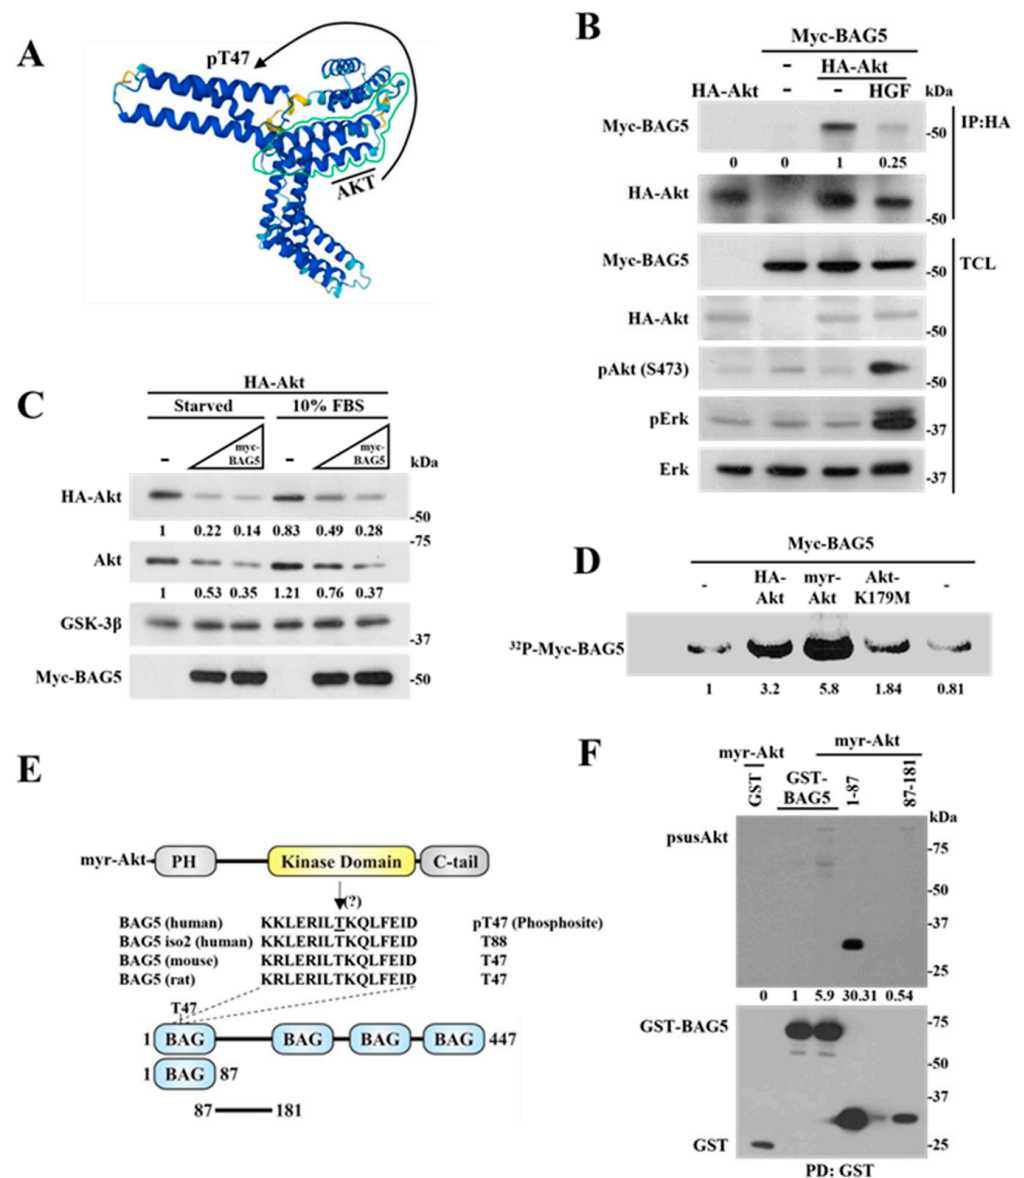 A
pT47
AKT
B
Myc-BAG5
HA-Akt
HA-Akt - - HGF kDa
Myc-BAG5 -50 IP:HA
0 0 1 0.25
HA-Akt
-50
Myc-BAG5 -50 TCL
HA-Akt -50
pAkt (S473) -50
pErk -37
Erk -37
C
HA-Akt
Starved 10% FBS
- myc-BAG5 - myc-BAG5 kDa
HA-Akt -50
1 0.22 0.14 0.83 0.49 0.28
-75
Akt
1 0.53 0.35 1.21 0.76 0.37
GSK-3β -37
Myc-BAG5 -50
D
Myc-BAG5
- HA-Akt myr-Akt Akt-K179M -
32P-Myc-BAG5
1 3.2 5.8 1.84 0.81
E
myr-Akt PH Kinase Domain C-tail
(?)
BAG5 (human) KKLERILTKQLFEID pT47 (Phosphosite)
BAG5 iso2 (human) KKLERILTKQLFEID T88
BAG5 (mouse) KRLERILTKQLFEID T47
BAG5 (rat) KRLERILTKQLFEID T47
T47
1 BAG BAG BAG BAG 447
1 BAG 87
87 181
F
myr-Akt myr-Akt
GST GST-BAG5 1-87 87-181
kDa
psusAkt
-75
-50
-37
-25
0 1 5.9 30.31 0.54
GST-BAG5 -75
-50
-37
GST -25
PD: GST